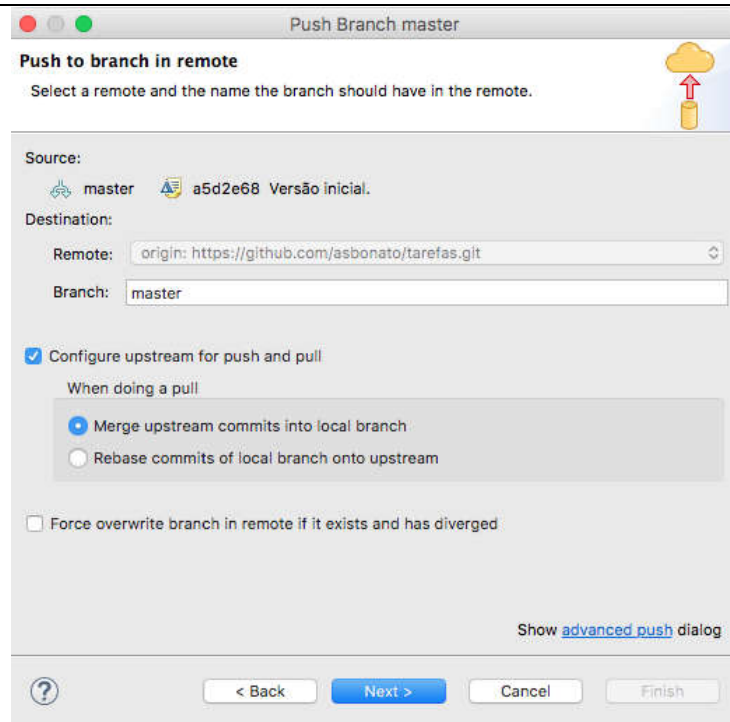 Push Branch master
Push to branch in remote
Select a remote and the name the branch should have in the remote.
Source:
master a5d2e68 Versão inicial.
Destination:
Remote: origin: https://github.com/asbonato/tarefas.git
Branch: master
Configure upstream for push and pull
When doing a pull
Merge upstream commits into local branch
Rebase commits of local branch onto upstream
Force overwrite branch in remote if it exists and has diverged
Show advanced push dialog
? < Back Next > Cancel Finish